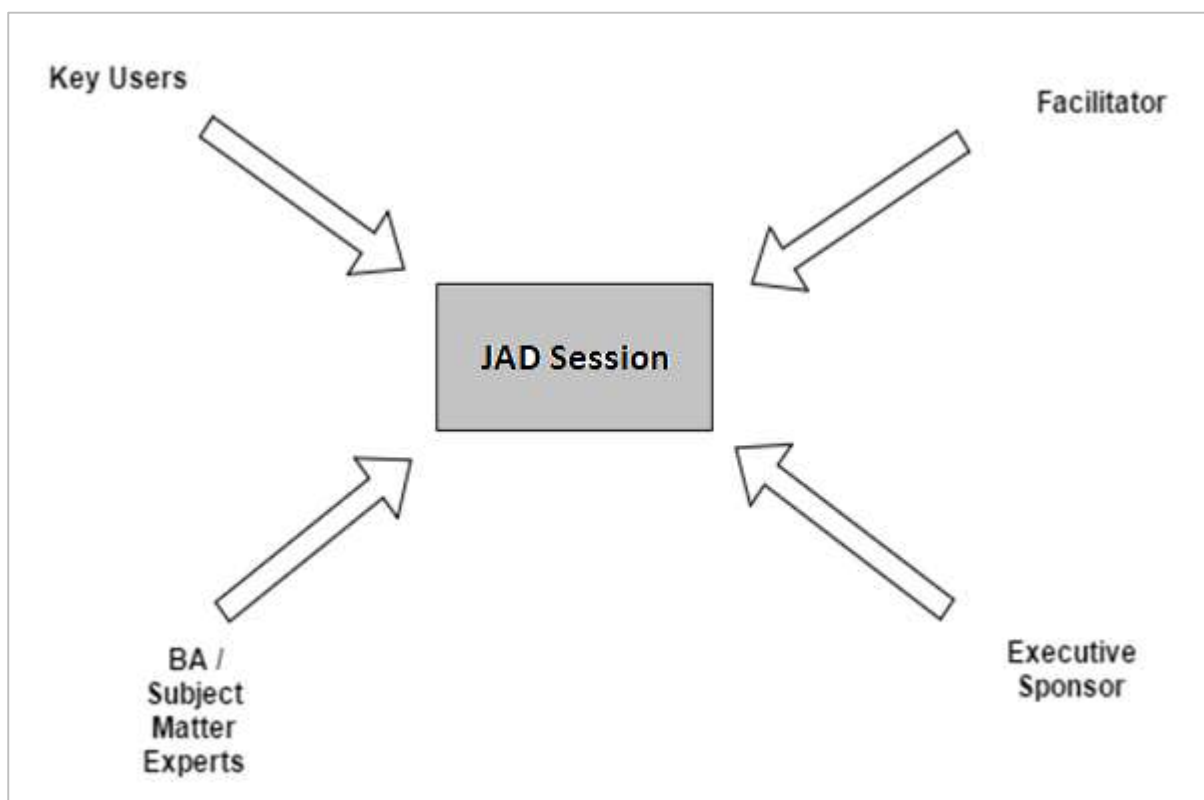 Key Users
Facilitator
JAD Session
BA /
Subject
Matter
Experts
Executive
Sponsor